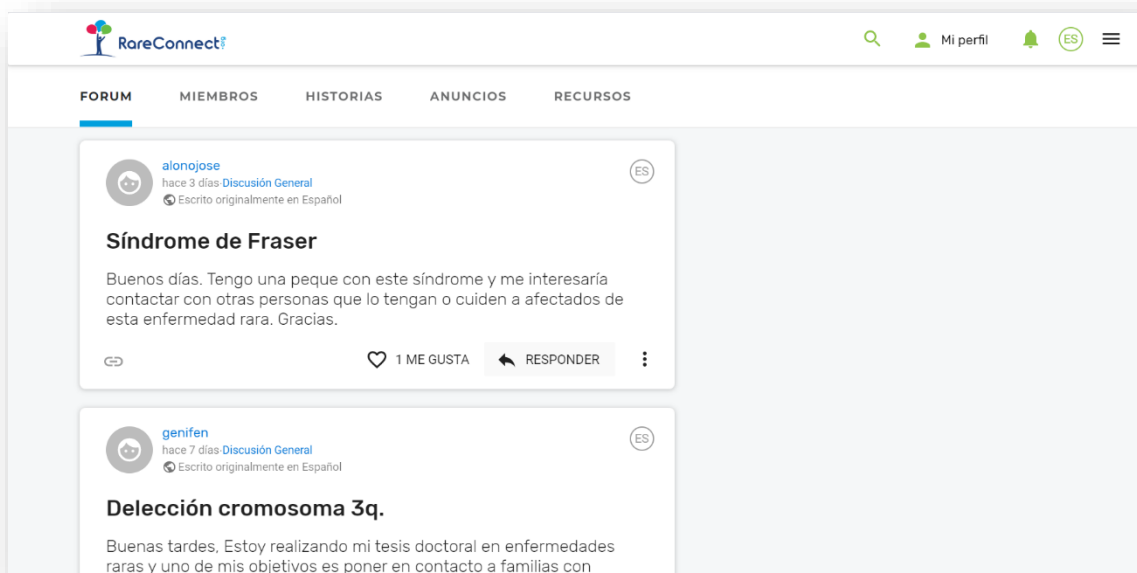 RareConnect
Mi perfil
ES
FORUM MIEMBROS HISTORIAS ANUNCIOS RECURSOS
alonojose
hace 3 días·Discusión General
Escrito originalmente en Español
ES
Síndrome de Fraser
Buenos días. Tengo una peque con este síndrome y me interesaría
contactar con otras personas que lo tengan o cuiden a afectados de
esta enfermedad rara. Gracias.
1 ME GUSTA RESPONDER
genifen
hace 7 días·Discusión General
Escrito originalmente en Español
ES
Delección cromosoma 3q.
Buenas tardes, Estoy realizando mi tesis doctoral en enfermedades
raras y uno de mis objetivos es poner en contacto a familias con